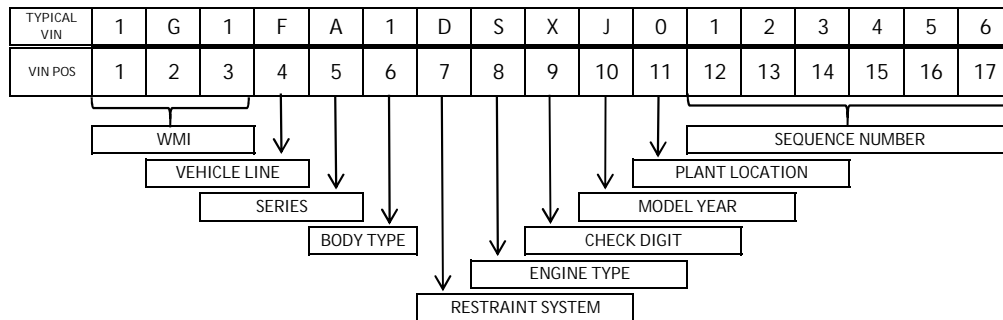 TYPICAL VIN 1 G 1 F A 1 D S X J 0 1 2 3 4 5 6
VIN POS 1 2 3 4 5 6 7 8 9 10 11 12 13 14 15 16 17
WMI SEQUENCE NUMBER
VEHICLE LINE PLANT LOCATION
SERIES MODEL YEAR
BODY TYPE CHECK DIGIT
ENGINE TYPE
RESTRAINT SYSTEM